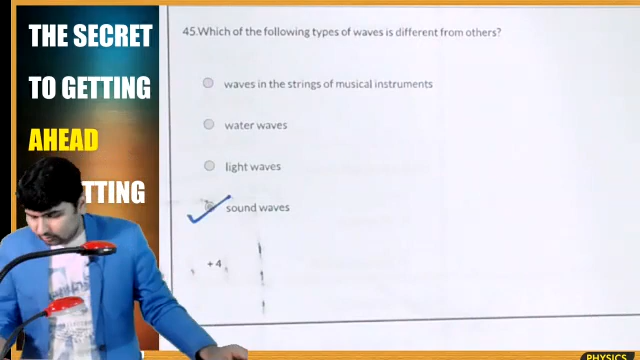 THE SECRET
TO GETTING
AHEAD
TTING
45.Which of the following types of waves is different from others?
waves in the strings of musical instruments
water waves
light waves
sound waves
+4
PHYSICS